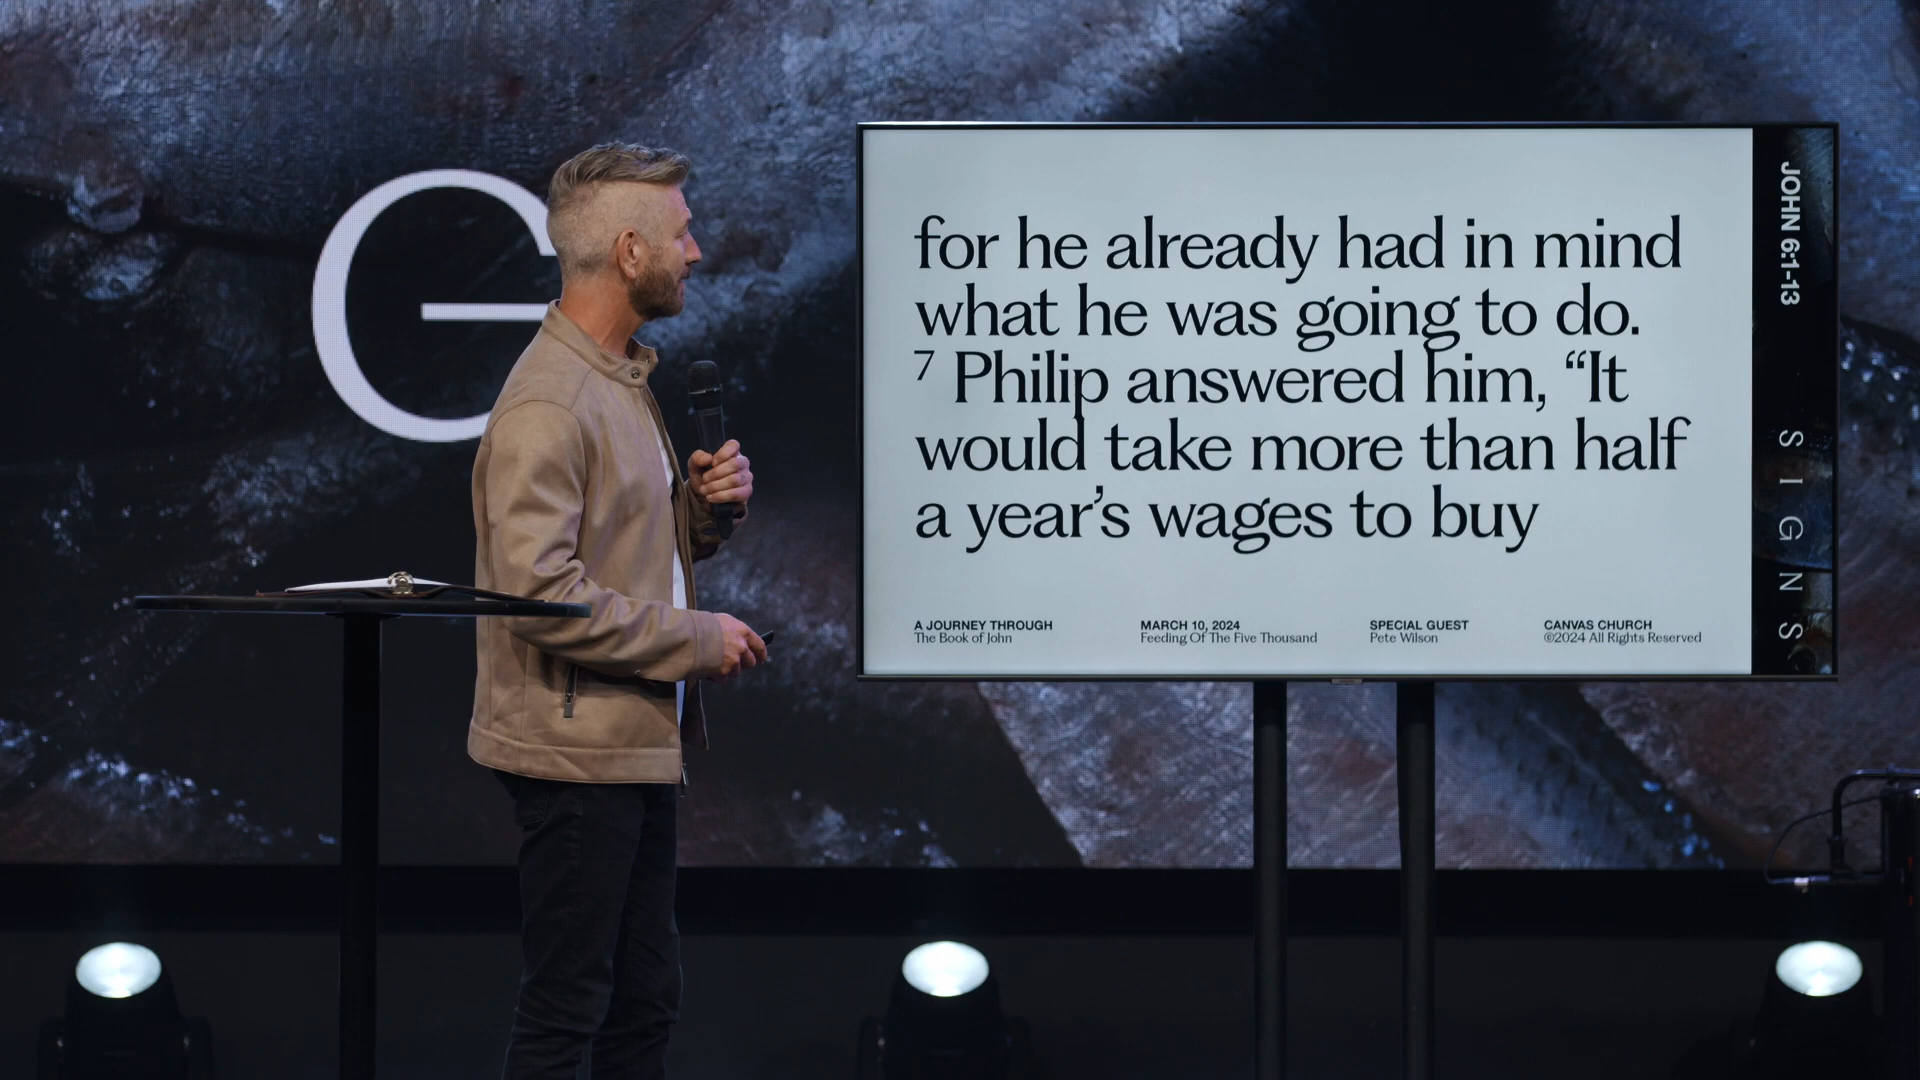 G
for he already had in mind
what he was going to do.
⁷ Philip answered him, “It
would take more than half
a year’s wages to buy
A JOURNEY THROUGH
The Book of John
MARCH 10, 2024
Feeding Of The Five Thousand
SPECIAL GUEST
Pete Wilson
CANVAS CHURCH
©2024 All Rights Reserved
JOHN 6:1-13
SIGNS